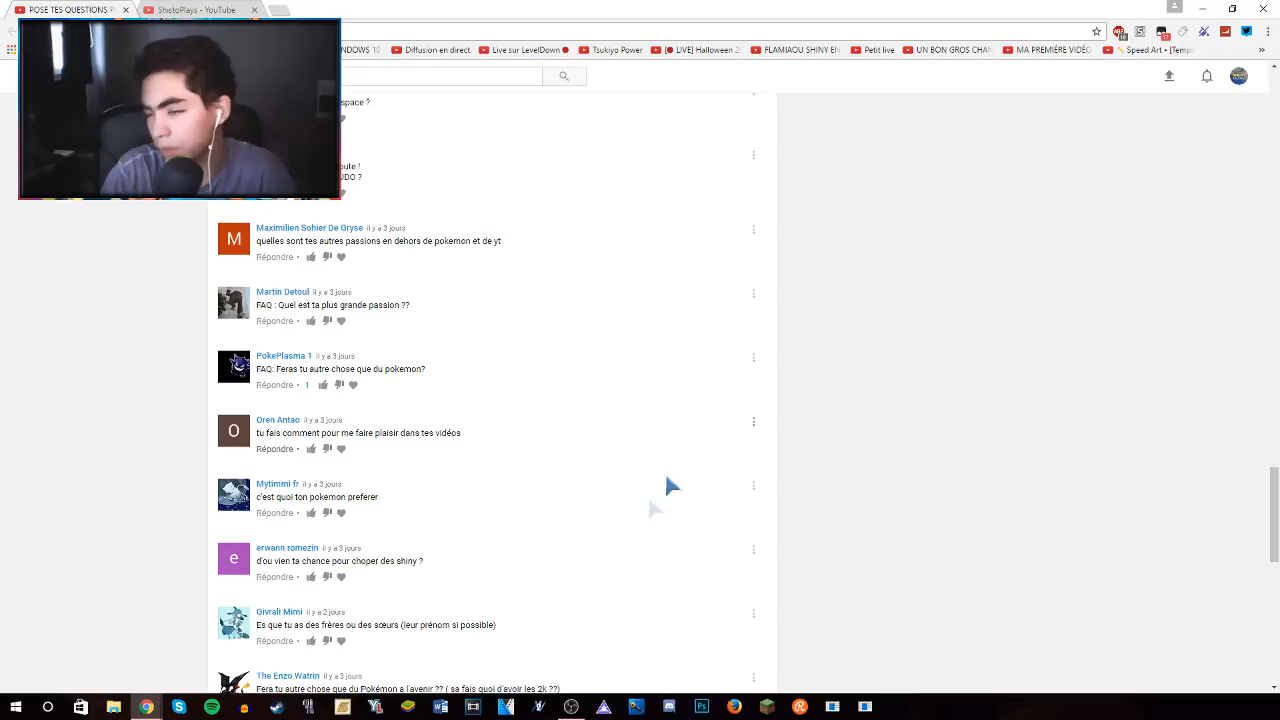 POSE TES QUESTIONS
ShistoPlays - YouTube
INDOWS 10
Diffusion en direct
Live sur LevelDown
Tsukyo Power
FLAMIAOU SHINY EN
Petit live
UN BON GROS CHAN
MA PREMIÈRE VIDÉO
Speed Art • [Temp
space ?
oute !
UDO ?
Maximilien Sohier De Gryse il y a 3 jours
quelles sont tes autres passions en dehors de pokemon et de yt
Répondre •
Martin Detoul il y a 3 jours
FAQ : Quel est ta plus grande passion ??
Répondre •
PokePlasma 1 il y a 3 jours
FAQ: Feras tu autre chose que du pokemon?
Répondre • 1
O
Oren Antao il y a 3 jours
tu fais comment pour me faire plaisir dans tes vidéos
Répondre •
Mytimmi fr il y a 3 jours
c'est quoi ton pokemon preferer
Répondre •
e
erwann romezin il y a 3 jours
d'ou vien ta chance pour choper des shiny ?
Répondre •
Givrali Mimi il y a 2 jours
Es que tu as des frères ou des sœurs (leur prénom si possible)
Répondre •
The Enzo Watrin il y a 3 jours
Fera tu autre chose que du Pokémon a l'avenir ?? ( sa fais quoi d'avoir les 2k ??)